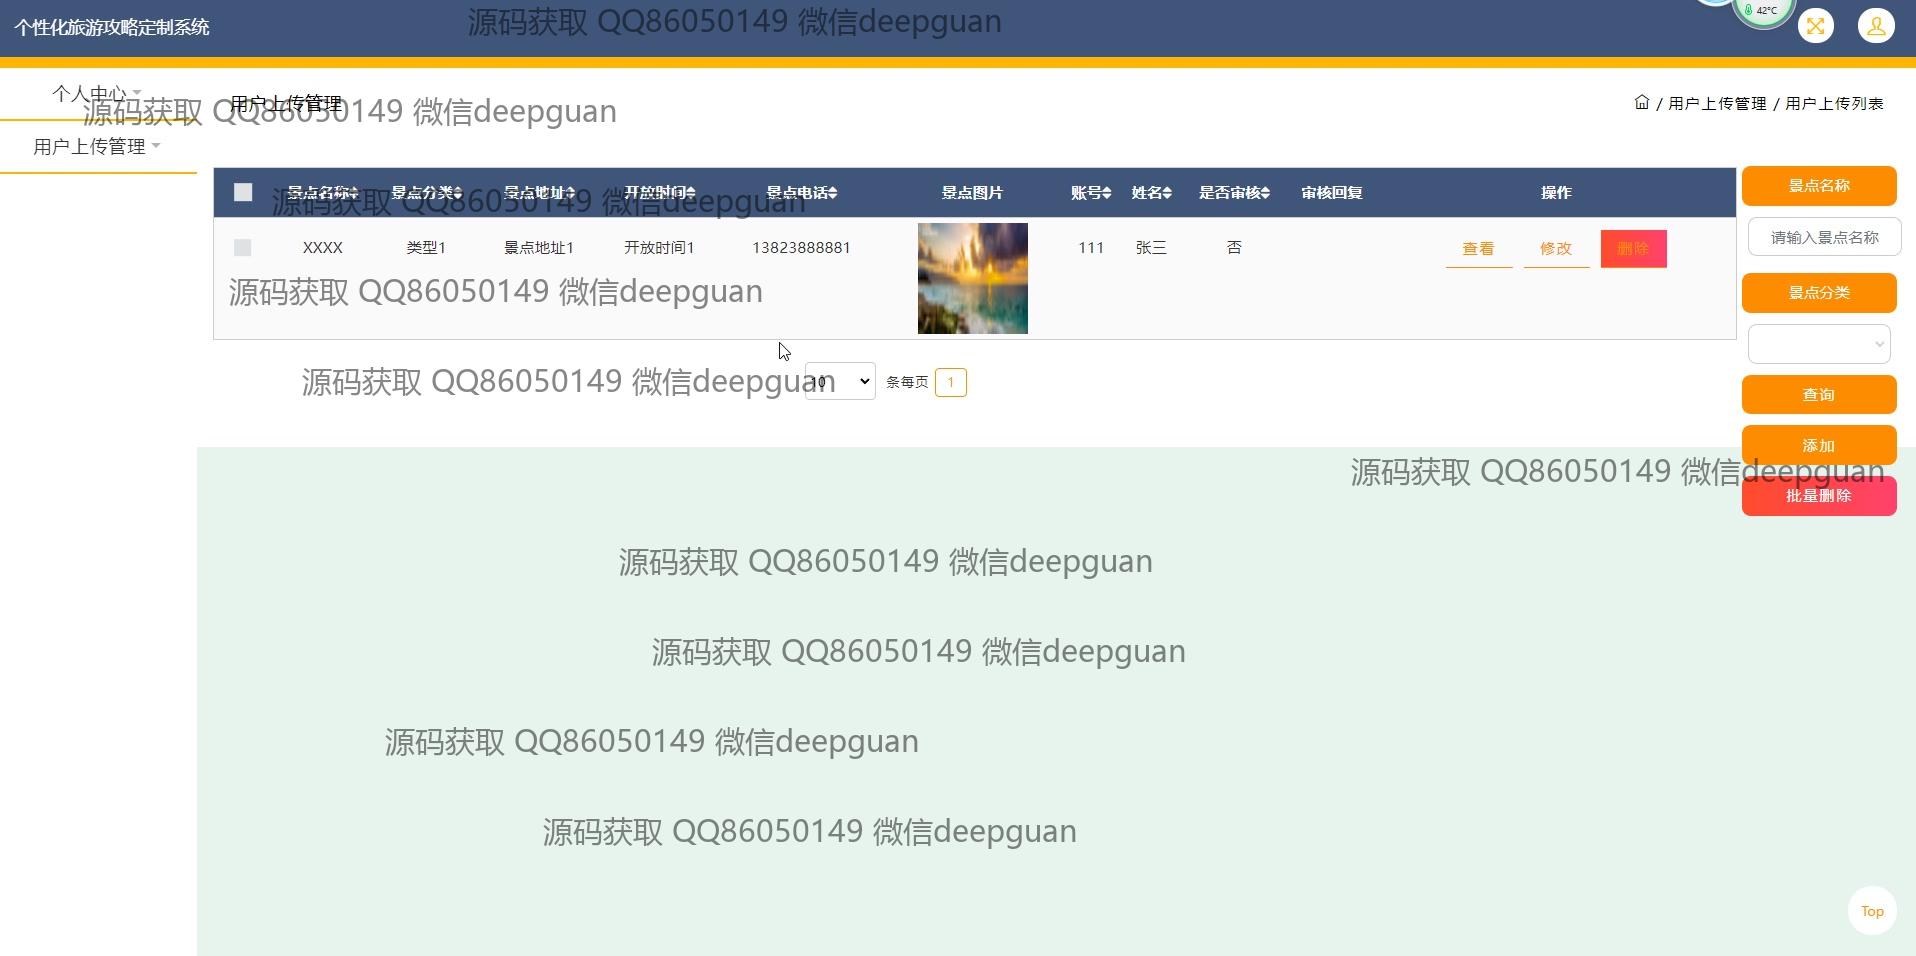 个性化旅游攻略定制系统
源码获取 QQ86050149 微信deepguan
42°C
个人中心
源码获取 QQ86050149 微信deepguan
用户上传管理
/ 用户上传管理 / 用户上传列表
用户上传管理
景点名称 景点分类 景点地址 开放时间 景点电话 景点图片 账号 姓名 是否审核 审核回复 操作
源码获取 QQ86050149 微信deepguan
XXXX 类型1 景点地址1 开放时间1 13823888881 111 张三 否 查看 修改 删除
源码获取 QQ86050149 微信deepguan
景点名称
请输入景点名称
景点分类
查询
添加
批量删除
源码获取 QQ86050149 微信deepguan
10 条每页 1
源码获取 QQ86050149 微信deepguan
源码获取 QQ86050149 微信deepguan
源码获取 QQ86050149 微信deepguan
源码获取 QQ86050149 微信deepguan
源码获取 QQ86050149 微信deepguan
Top